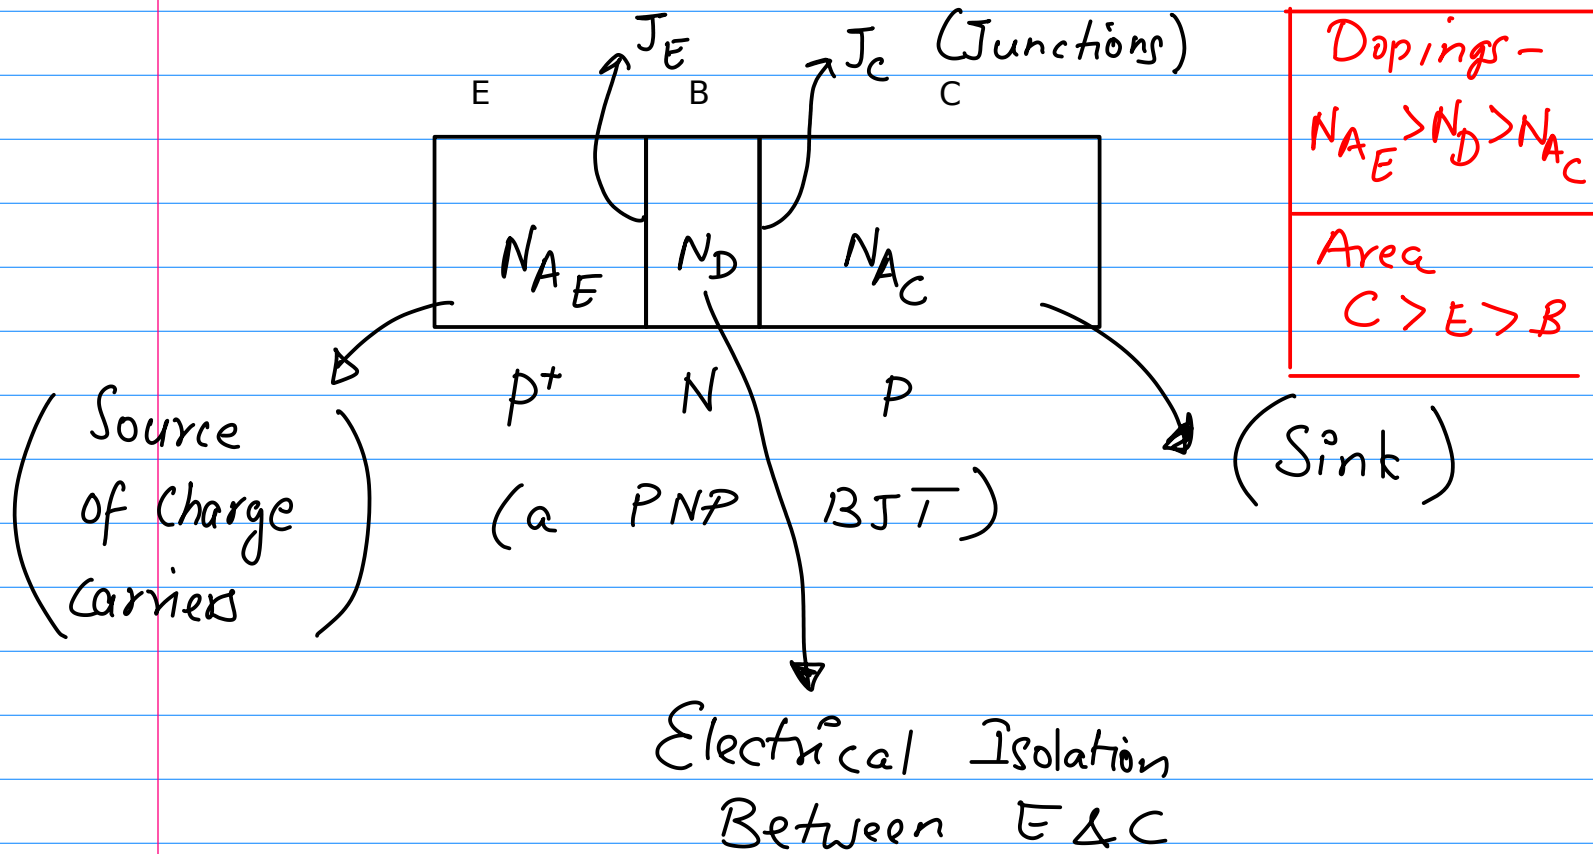 J_E J_C (Junctions)
E B C
N_A_E N_D N_A_C
P⁺ N P
(a PNP BJT)
(Source
of Charge
Carriers)
(Sink)
Electrical Isolation
Between E & C
Dopings-
N_A_E > N_D > N_A_C
Area
C > E > B